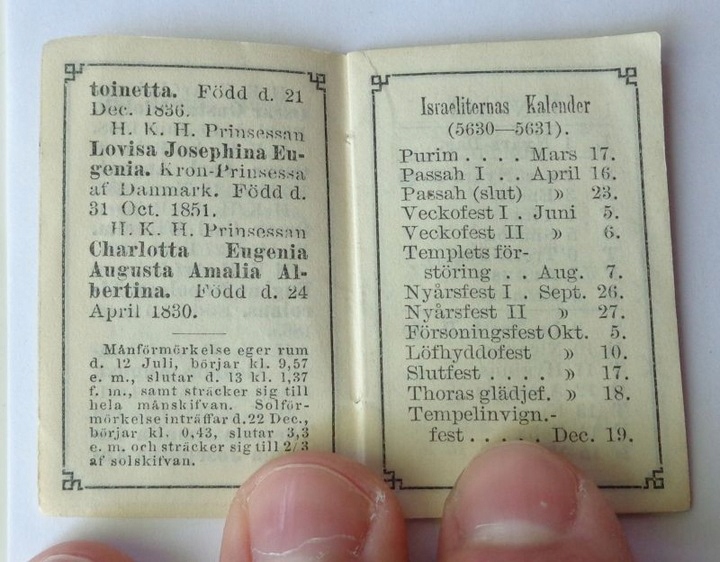 toinetta. Född d. 21
Dec. 1836.
H. K. H. Prinsessan
Lovisa Josephina Eu-
genia. Kron-Prinsessa
af Danmark. Född d.
31 Oct. 1851.
H. K. H. Prinsessan
Charlotta Eugenia
Augusta Amalia Al-
bertina. Född d. 24
April 1830.
Månförmörkelse eger rum
d. 12 Juli, börjar kl. 9,57
e. m., slutar d. 13 kl. 1,37
f. m., samt sträcker sig till
hela månskifvan. Solför-
mörkelse inträffar d. 22 Dec.,
börjar kl. 0,43, slutar 3,3
e. m. och sträcker sig till 2/3
af solskifvan.
Israeliternas Kalender
(5630—5631).
Purim . . . . Mars 17.
Passah I . . April 16.
Passah (slut) » 23.
Veckofest I . Juni 5.
Veckofest II » 6.
Templets för-
störing . . Aug. 7.
Nyårsfest I . Sept. 26.
Nyårsfest II » 27.
Försoningsfest Okt. 5.
Löfhyddofest » 10.
Slutfest . . . . » 17.
Thoras glädjef. » 18.
Tempelinvign.-
fest . . . . . Dec. 19.